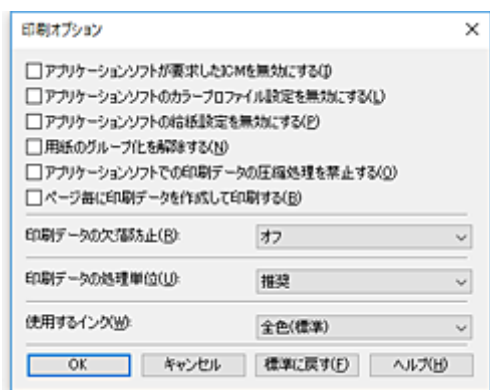 印刷オプション
アプリケーションソフトが要求したICMを無効にする(I)
アプリケーションソフトのカラープロファイル設定を無効にする(L)
アプリケーションソフトの給紙設定を無効にする(P)
用紙のグループ化を解除する(N)
アプリケーションソフトでの印刷データの圧縮処理を禁止する(O)
ページ毎に印刷データを作成して印刷する(B)
印刷データの欠落防止(R): オフ
印刷データの処理単位(U): 推奨
使用するインク(W): 全色(標準)
OK キャンセル 標準に戻す(F) ヘルプ(H)